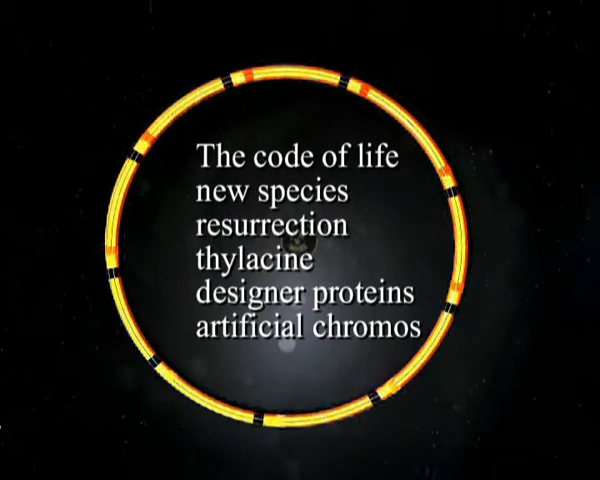 The code of life
new species
resurrection
thylacine
designer proteins
artificial chromos